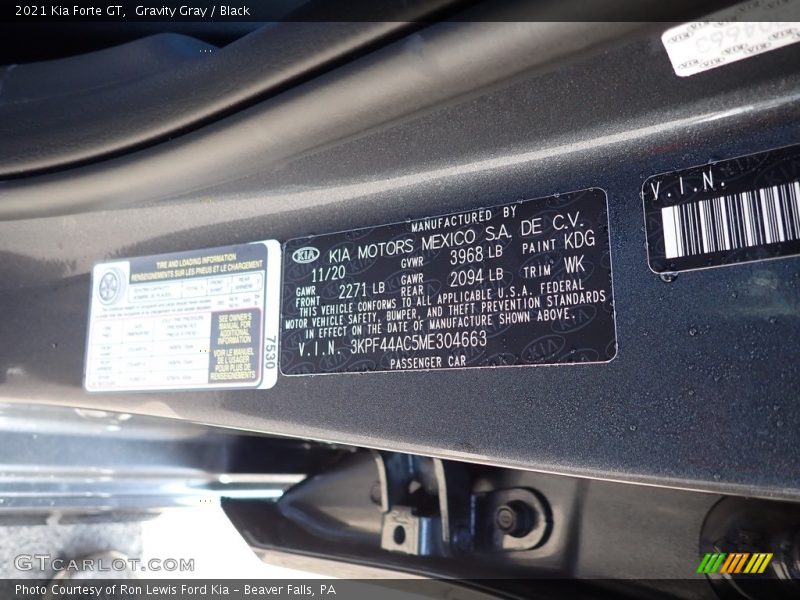 2021 Kia Forte GT, Gravity Gray / Black
TIRE AND LOADING INFORMATION
RENSEIGNEMENTS SUR LES PNEUS ET LE CHARGEMENT
SEE OWNER'S
MANUAL FOR
ADDITIONAL
INFORMATION
VOIR LE MANUEL
DE L'USAGER
POUR PLUS DE
RENSEIGNEMENTS
7530
MANUFACTURED BY
KIA KIA MOTORS MEXICO S.A. DE C.V.
11/20 GVWR 3968 LB PAINT KDG
GAWR FRONT 2271 LB GAWR REAR 2094 LB TRIM WK
THIS VEHICLE CONFORMS TO ALL APPLICABLE U.S.A. FEDERAL
MOTOR VEHICLE SAFETY, BUMPER, AND THEFT PREVENTION STANDARDS
IN EFFECT ON THE DATE OF MANUFACTURE SHOWN ABOVE.
V.I.N. 3KPF44AC5ME304663
PASSENGER CAR
V.I.N.
GTCarlot.com
Photo Courtesy of Ron Lewis Ford Kia - Beaver Falls, PA